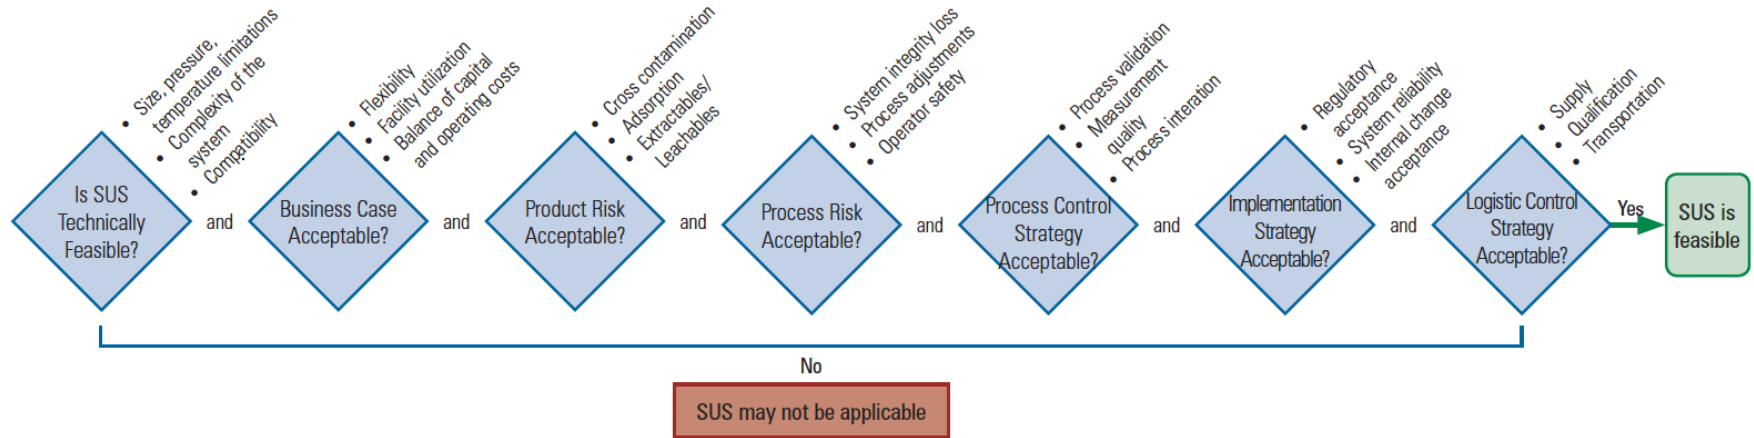 • Size, pressure,
temperature limitations
• Complexity of the
system
• Compatibility
Is SUS
Technically
Feasible?
and
• Flexibility
• Facility utilization
• Balance of capital
and operating costs
Business Case
Acceptable?
and
• Cross contamination
• Adsorption
• Extractables/
Leachables
Product Risk
Acceptable?
and
• System integrity loss
• Process adjustments
• Operator safety
Process Risk
Acceptable?
and
• Process validation
• Measurement
quality
• Process interation
Process Control
Strategy
Acceptable?
and
• Regulatory
acceptance
• System reliability
• Internal change
acceptance
Implementation
Strategy
Acceptable?
and
• Supply
• Qualification
• Transportation
Logistic Control
Strategy
Acceptable?
Yes
SUS is
feasible
No
SUS may not be applicable